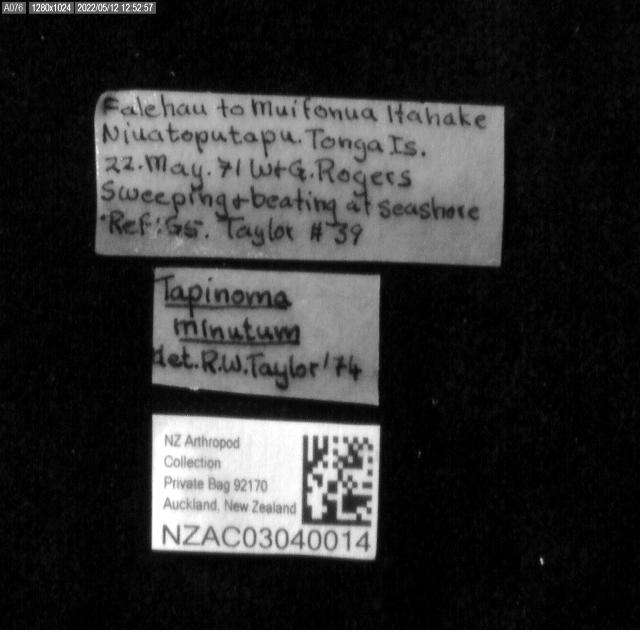 A076 1280x1024 2022/05/12 12:52:57
Falehau to Muifonua Hahake
Niuatoputapu. Tonga Is.
22. May. 71 W+G. Rogers
Sweeping + beating at seashore
Ref: G5. Taylor # 39
Tapinoma
minutum
det. R.W. Taylor '74
NZ Arthropod
Collection
Private Bag 92170
Auckland, New Zealand
NZAC03040014